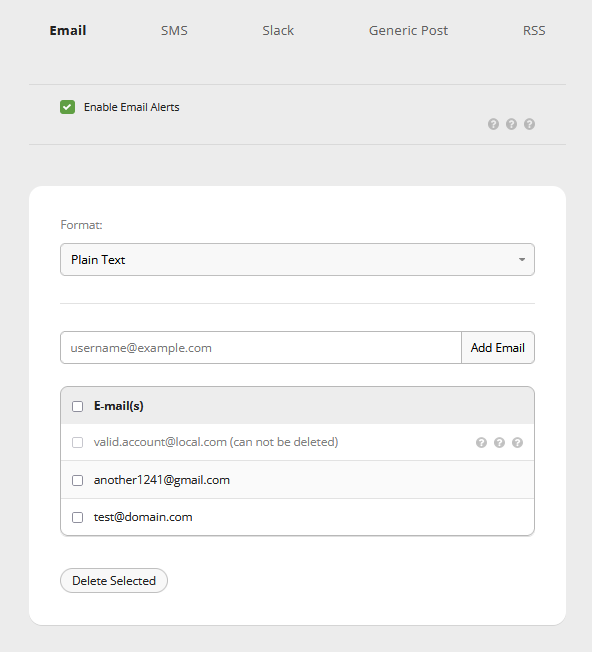 Email SMS Slack Generic Post RSS
Enable Email Alerts
? ? ?
Format:
Plain Text
username@example.com Add Email
E-mail(s)
valid.account@local.com (can not be deleted) ? ? ?
another1241@gmail.com
test@domain.com
Delete Selected